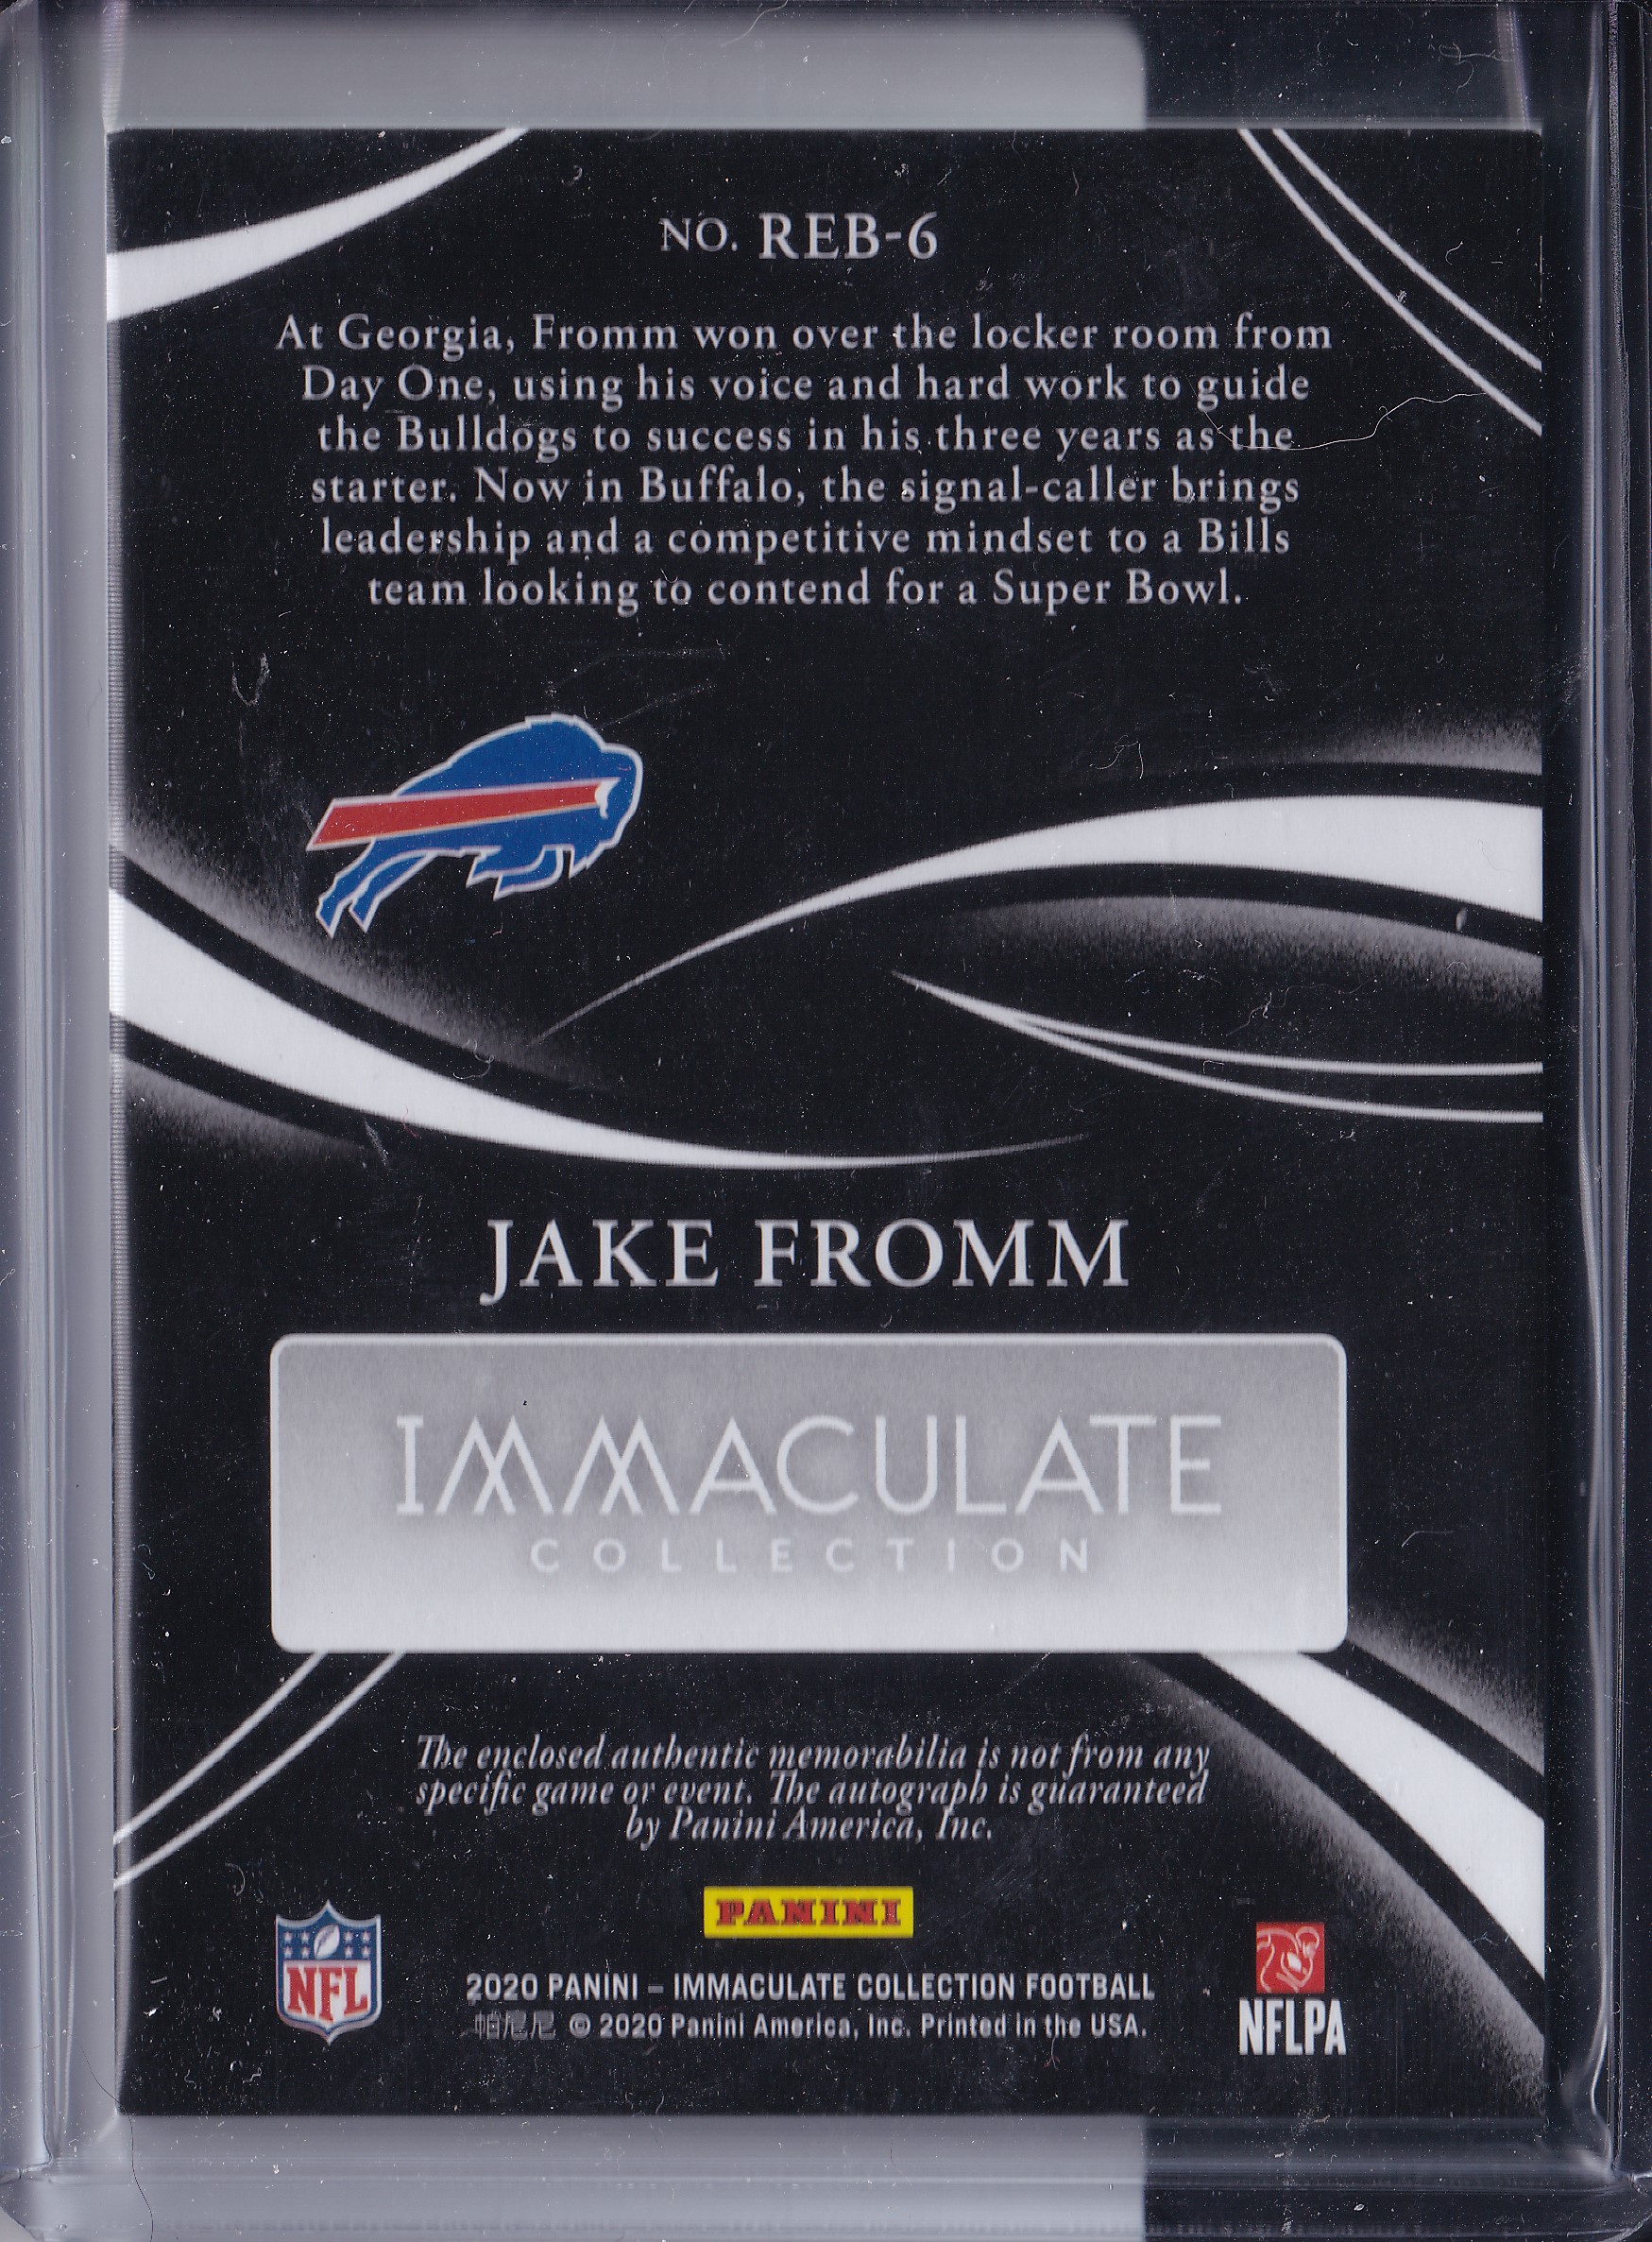 NO. REB-6
At Georgia, Fromm won over the locker room from
Day One, using his voice and hard work to guide
the Bulldogs to success in his three years as the
starter. Now in Buffalo, the signal-caller brings
leadership and a competitive mindset to a Bills
team looking to contend for a Super Bowl.
JAKE FROMM
IMMACULATE
COLLECTION
The enclosed authentic memorabilia is not from any
specific game or event. The autograph is guaranteed
by Panini America, Inc.
PANINI
NFL
2020 PANINI – IMMACULATE COLLECTION FOOTBALL
帕尼尼 © 2020 Panini America, Inc. Printed in the USA.
NFLPA